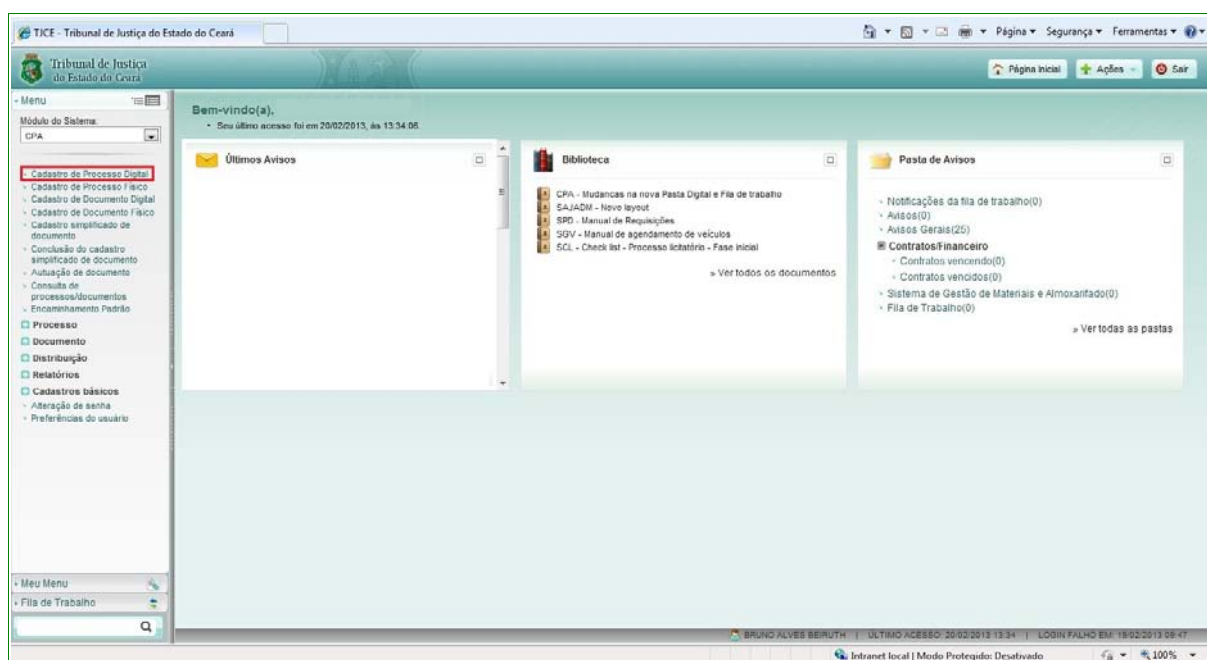 TJCE - Tribunal de Justiça do Estado do Ceará
Página Segurança Ferramentas
Tribunal de Justiça
do Estado do Ceará
Página Inicial Ações Sair
Menu
Módulo do Sistema:
CPA
Cadastro de Processo Digital
Cadastro de Processo Físico
Cadastro de Documento Digital
Cadastro de Documento Físico
Cadastro simplificado de
documento
Conclusão do cadastro
simplificado de documento
Autuação de documento
Consulta de
processos/documentos
Encaminhamento Padrão
Processo
Documento
Distribuição
Relatórios
Cadastros básicos
Alteração de senha
Preferências do usuário
Meu Menu
Fila de Trabalho
Bem-vindo(a),
Seu último acesso foi em 20/02/2013, às 13:34:06.
Últimos Avisos
Biblioteca
CPA - Mudancas na nova Pasta Digital e Fila de trabalho
SAJADM - Novo layout
SPD - Manual de Requisições
SGV - Manual de agendamento de veículos
SCL - Check list - Processo licitatório - Fase inicial
» Ver todos os documentos
Pasta de Avisos
Notificações da fila de trabalho(0)
Avisos(0)
Avisos Gerais(25)
Contratos/Financeiro
Contratos vencendo(0)
Contratos vencidos(0)
Sistema de Gestão de Materiais e Almoxarifado(0)
Fila de Trabalho(0)
» Ver todas as pastas
BRUNO ALVES BEIRUTH | ÚLTIMO ACESSO: 20/02/2013 13:34 | LOGIN FALHO EM: 19/02/2013 09:47
Intranet local | Modo Protegido: Desativado 100%